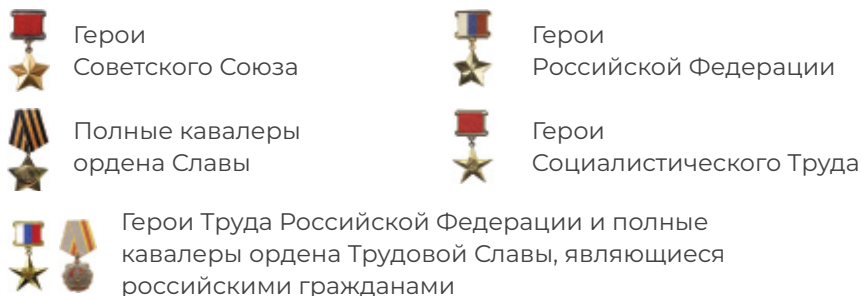 Герои
Советского Союза
Герои
Российской Федерации
Полные кавалеры
ордена Славы
Герои
Социалистического Труда
Герои Труда Российской Федерации и полные
кавалеры ордена Трудовой Славы, являющиеся
российскими гражданами